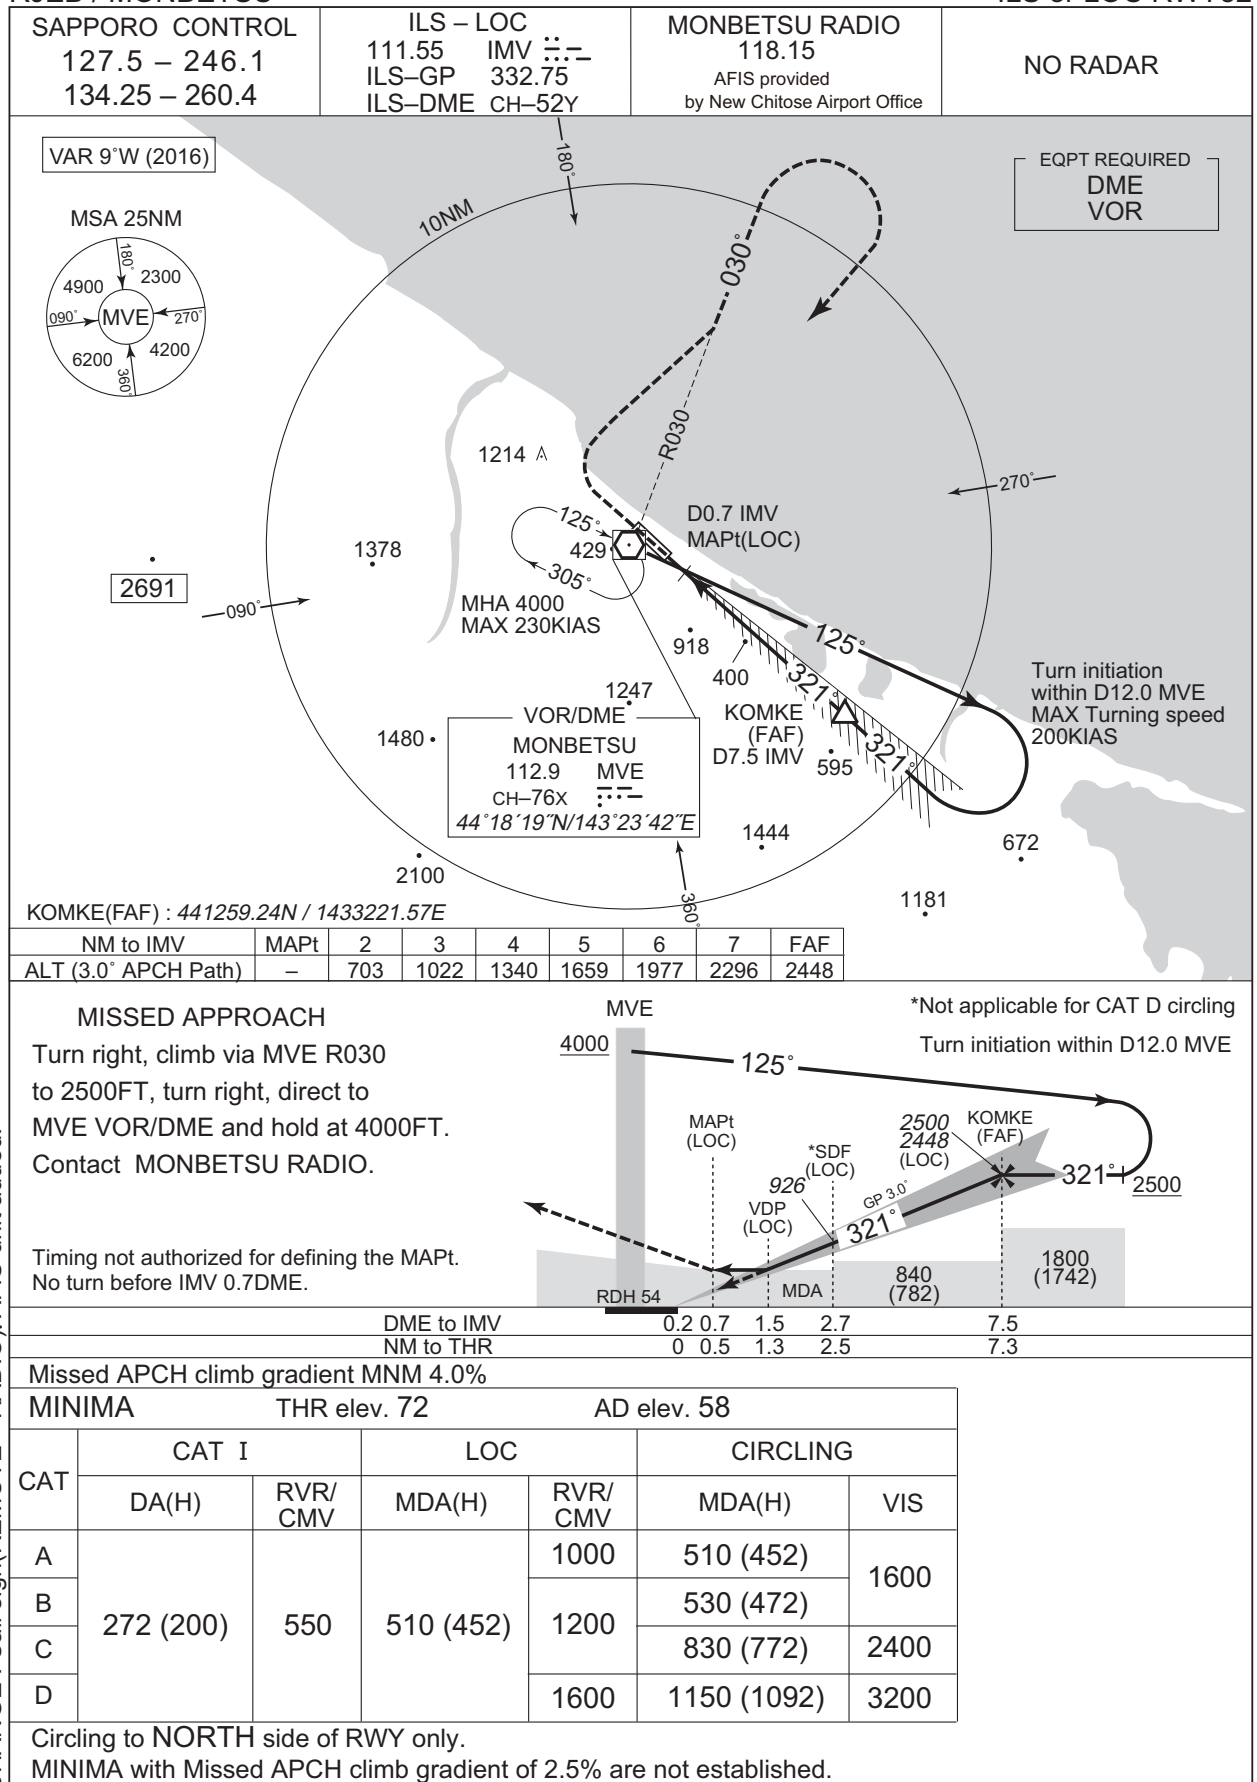 SAPPORO CONTROL
127.5 – 246.1
134.25 – 260.4
ILS – LOC
111.55 IMV
ILS–GP 332.75
ILS–DME CH–52Y
MONBETSU RADIO
118.15
AFIS provided
by New Chitose Airport Office
NO RADAR
VAR 9°W (2016)
EQPT REQUIRED
DME
VOR
MSA 25NM
180°
4900
2300
090°
MVE
270°
6200
4200
360°
10NM
180°
030°
R030
1214
270°
125°
429
305°
D0.7 IMV
MAPt(LOC)
1378
2691
090°
MHA 4000
MAX 230KIAS
918
400
125°
321°
Turn initiation
within D12.0 MVE
MAX Turning speed
200KIAS
1247
KOMKE
(FAF)
D7.5 IMV
321°
595
1480
VOR/DME
MONBETSU
112.9 MVE
CH–76X
44°18´19˝N/143°23´42˝E
1444
672
2100
1181
360°
KOMKE(FAF) : 441259.24N / 1433221.57E
NM to IMV MAPt 2 3 4 5 6 7 FAF
ALT (3.0° APCH Path) – 703 1022 1340 1659 1977 2296 2448
MISSED APPROACH
Turn right, climb via MVE R030
to 2500FT, turn right, direct to
MVE VOR/DME and hold at 4000FT.
Contact MONBETSU RADIO.
Timing not authorized for defining the MAPt.
No turn before IMV 0.7DME.
*Not applicable for CAT D circling
Turn initiation within D12.0 MVE
MVE
4000
125°
MAPt
(LOC)
*SDF
(LOC)
926
VDP
(LOC)
2500
2448
(LOC)
KOMKE
(FAF)
GP 3.0°
321°
321°
2500
RDH 54
MDA
840
(782)
1800
(1742)
DME to IMV 0.2 0.7 1.5 2.7 7.5
NM to THR 0 0.5 1.3 2.5 7.3
Missed APCH climb gradient MNM 4.0%
MINIMA THR elev. 72 AD elev. 58
CAT
CAT I
LOC
CIRCLING
DA(H)
RVR/
CMV
MDA(H)
RVR/
CMV
MDA(H)
VIS
A
B
C
D
272 (200)
550
510 (452)
1000
1200
1600
510 (452)
530 (472)
830 (772)
1150 (1092)
1600
2400
3200
Circling to NORTH side of RWY only.
MINIMA with Missed APCH climb gradient of 2.5% are not established.